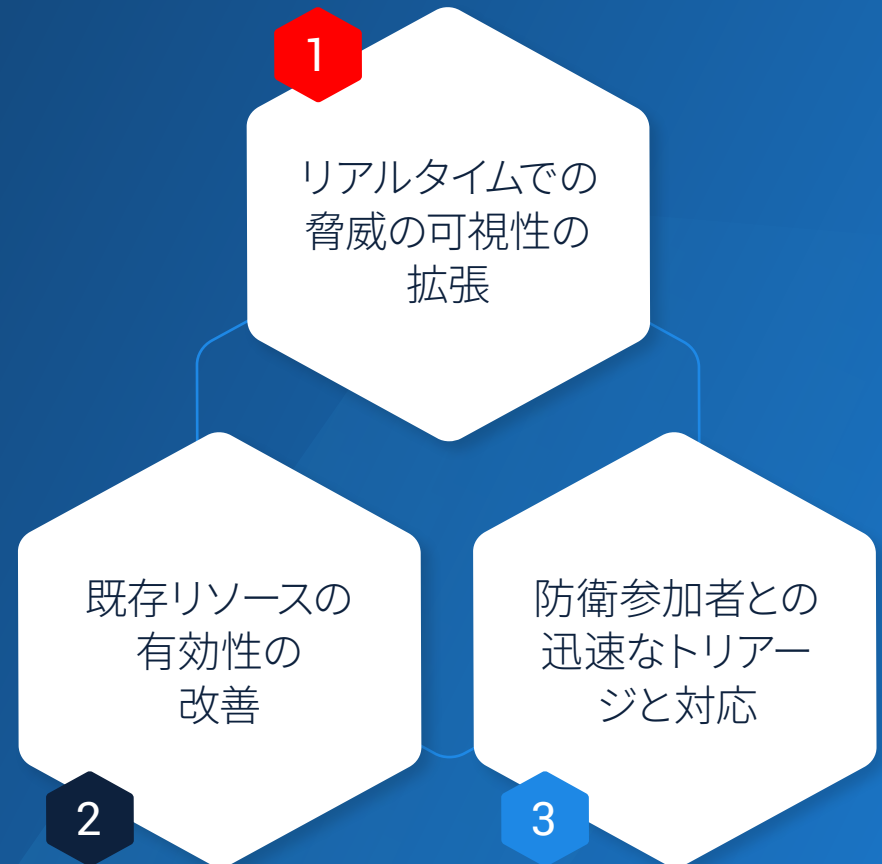 1
リアルタイムでの
脅威の可視性の
拡張
既存リソースの
有効性の
改善
2
防衛参加者との
迅速なトリアー
ジと対応
3